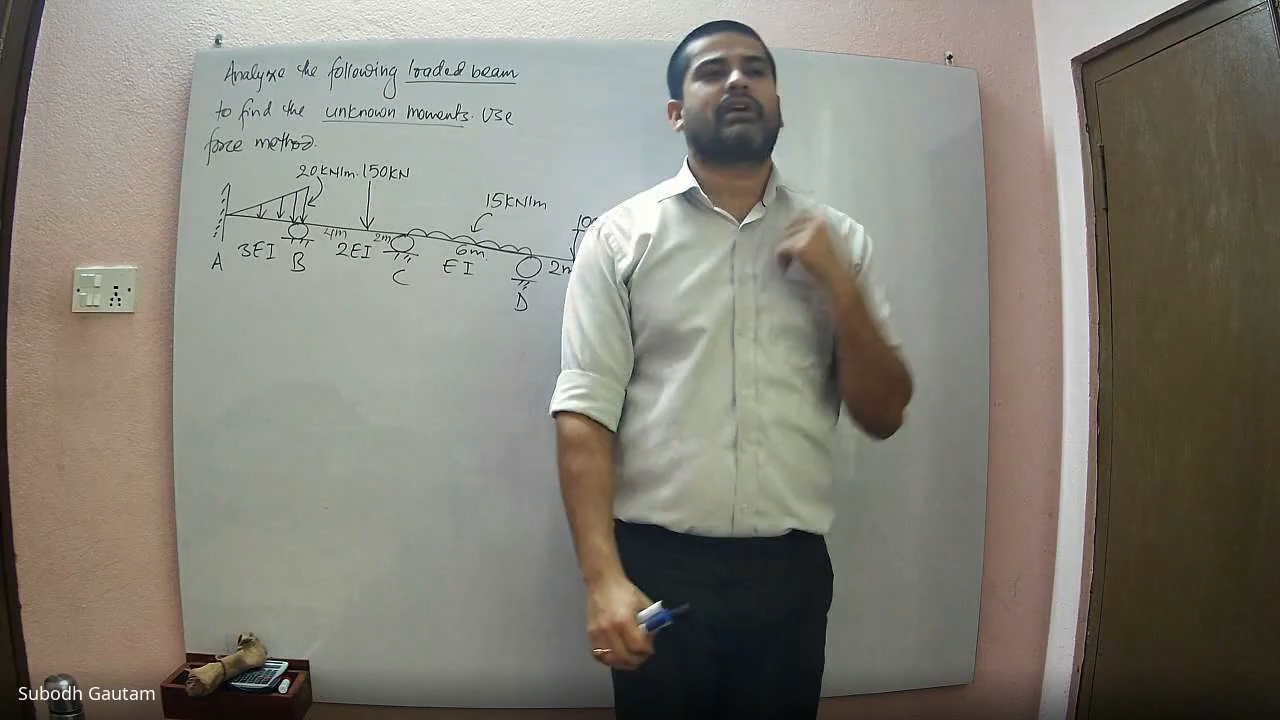 Analyze the following loaded beam
to find the unknown moments. Use
force method.
20kN/m 150KN
15KN/m
4m 2m 6m 2m
3EI 2EI EI
A B C D
Subodh Gautam